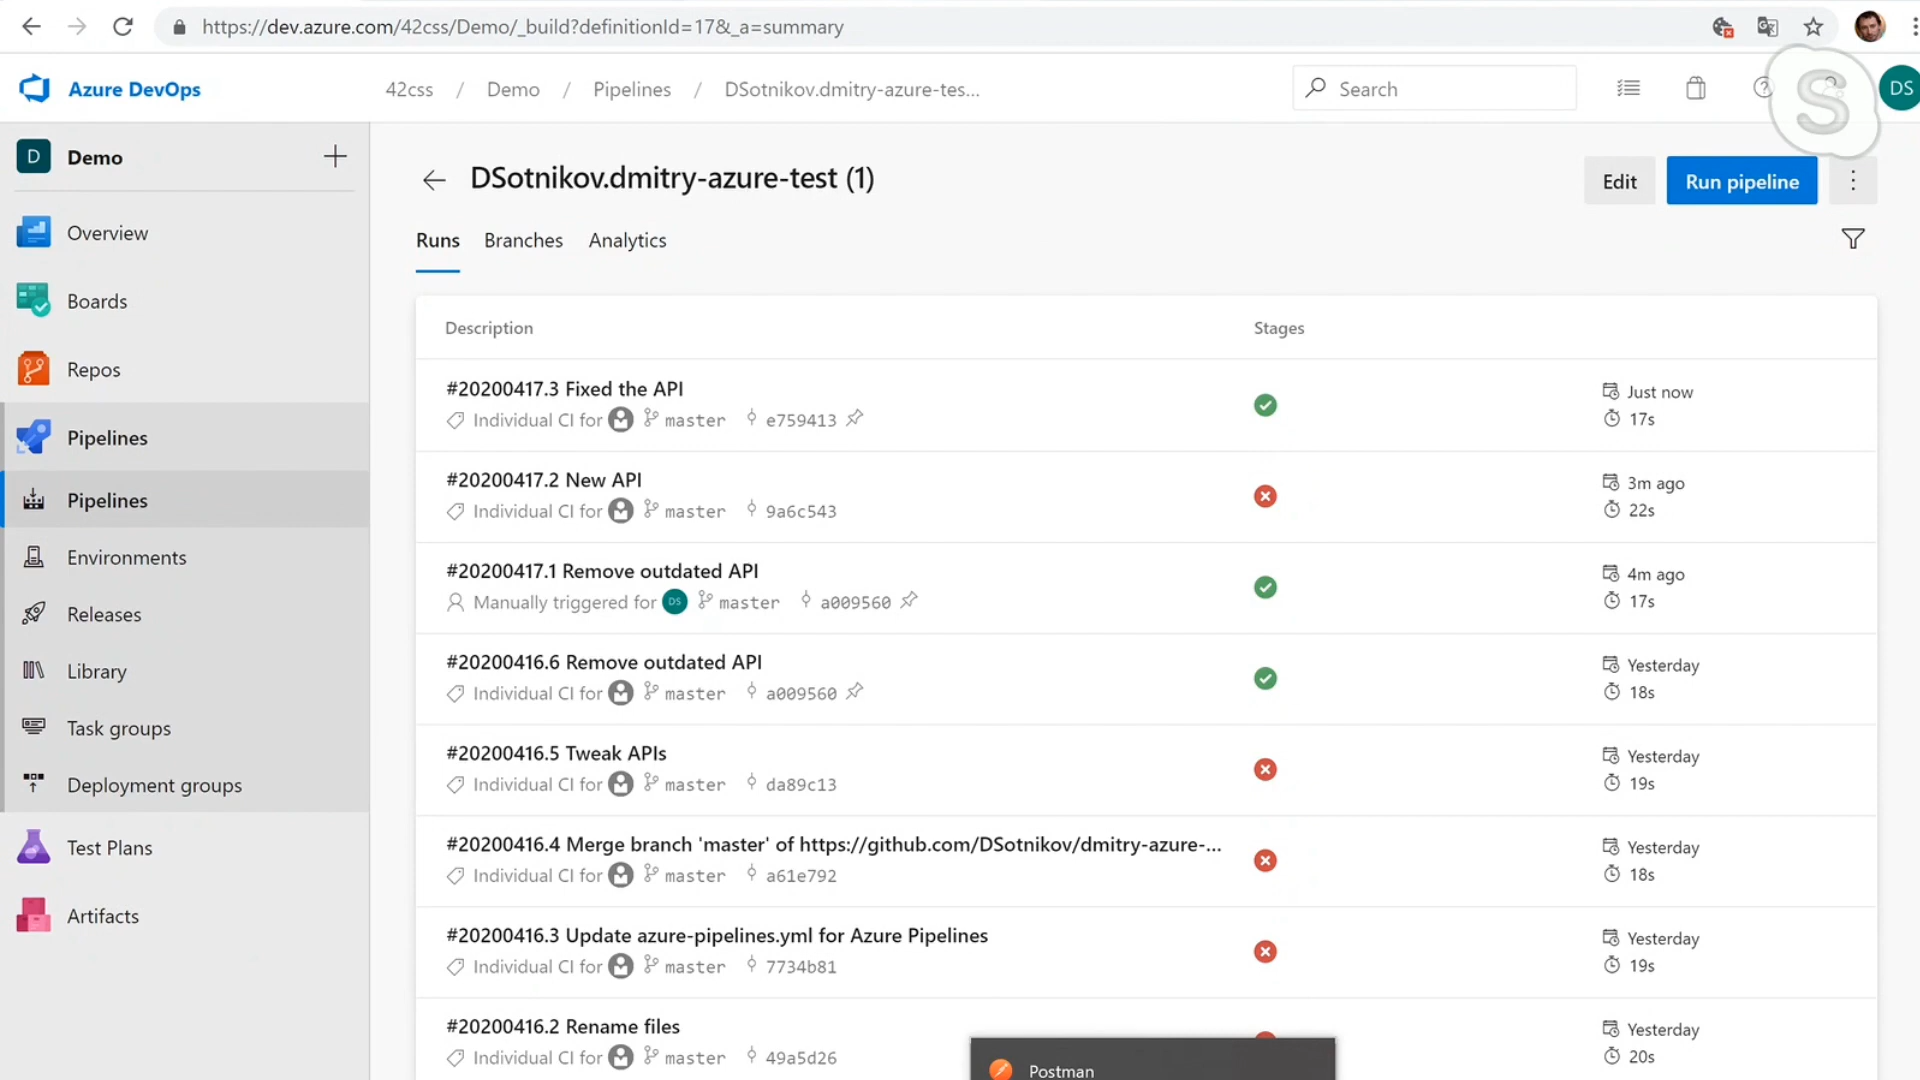 https://dev.azure.com/42css/Demo/_build?definitionId=17&_a=summary
Azure DevOps
42css / Demo / Pipelines / DSotnikov.dmitry-azure-tes...
Search
DS
D Demo
Overview
Boards
Repos
Pipelines
Pipelines
Environments
Releases
Library
Task groups
Deployment groups
Test Plans
Artifacts
DSotnikov.dmitry-azure-test (1)
Edit
Run pipeline
Runs Branches Analytics
Description Stages
#20200417.3 Fixed the API
Individual CI for master e759413
Just now
17s
#20200417.2 New API
Individual CI for master 9a6c543
3m ago
22s
#20200417.1 Remove outdated API
Manually triggered for DS master a009560
4m ago
17s
#20200416.6 Remove outdated API
Individual CI for master a009560
Yesterday
18s
#20200416.5 Tweak APIs
Individual CI for master da89c13
Yesterday
19s
#20200416.4 Merge branch 'master' of https://github.com/DSotnikov/dmitry-azure-...
Individual CI for master a61e792
Yesterday
18s
#20200416.3 Update azure-pipelines.yml for Azure Pipelines
Individual CI for master 7734b81
Yesterday
19s
#20200416.2 Rename files
Individual CI for master 49a5d26
Yesterday
20s
Postman